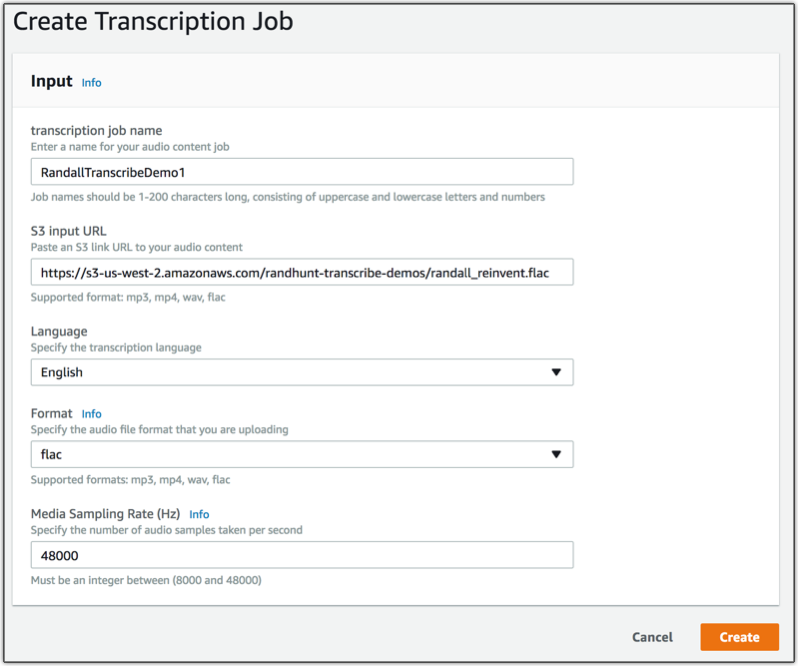 Create Transcription Job
Input Info
transcription job name
Enter a name for your audio content job
RandallTranscribeDemo1
Job names should be 1-200 characters long, consisting of uppercase and lowercase letters and numbers
S3 input URL
Paste an S3 link URL to your audio content
https://s3-us-west-2.amazonaws.com/randhunt-transcribe-demos/randall_reinvent.flac
Supported format: mp3, mp4, wav, flac
Language
Specify the transcription language
English
Format Info
Specify the audio file format that you are uploading
flac
Supported formats: mp3, mp4, wav, flac
Media Sampling Rate (Hz) Info
Specify the number of audio samples taken per second
48000
Must be an integer between (8000 and 48000)
Cancel Create